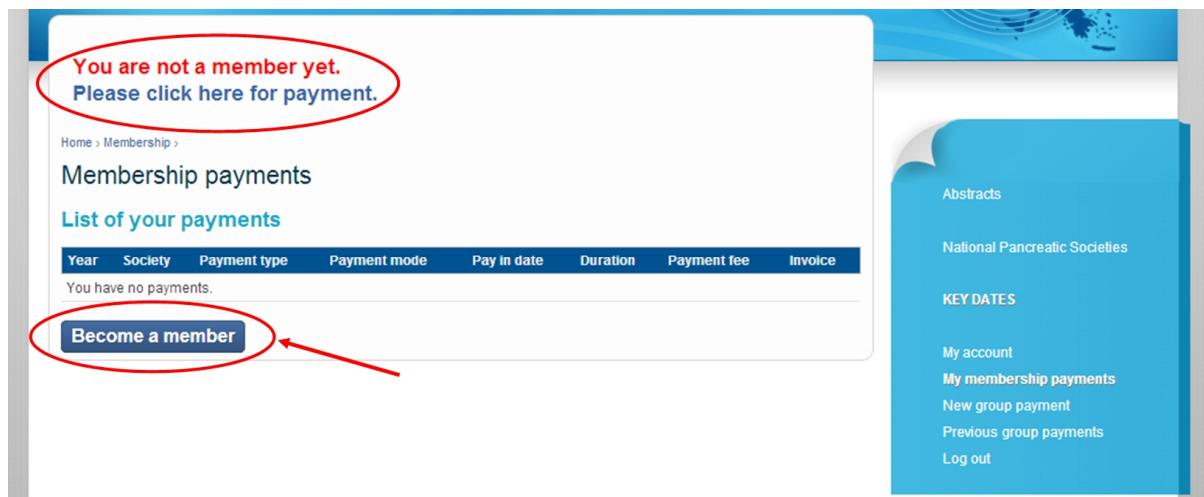 You are not a member yet.
Please click here for payment.
Home › Membership ›
Membership payments
List of your payments
Year Society Payment type Payment mode Pay in date Duration Payment fee Invoice
You have no payments.
Become a member
Abstracts
National Pancreatic Societies
KEY DATES
My account
My membership payments
New group payment
Previous group payments
Log out